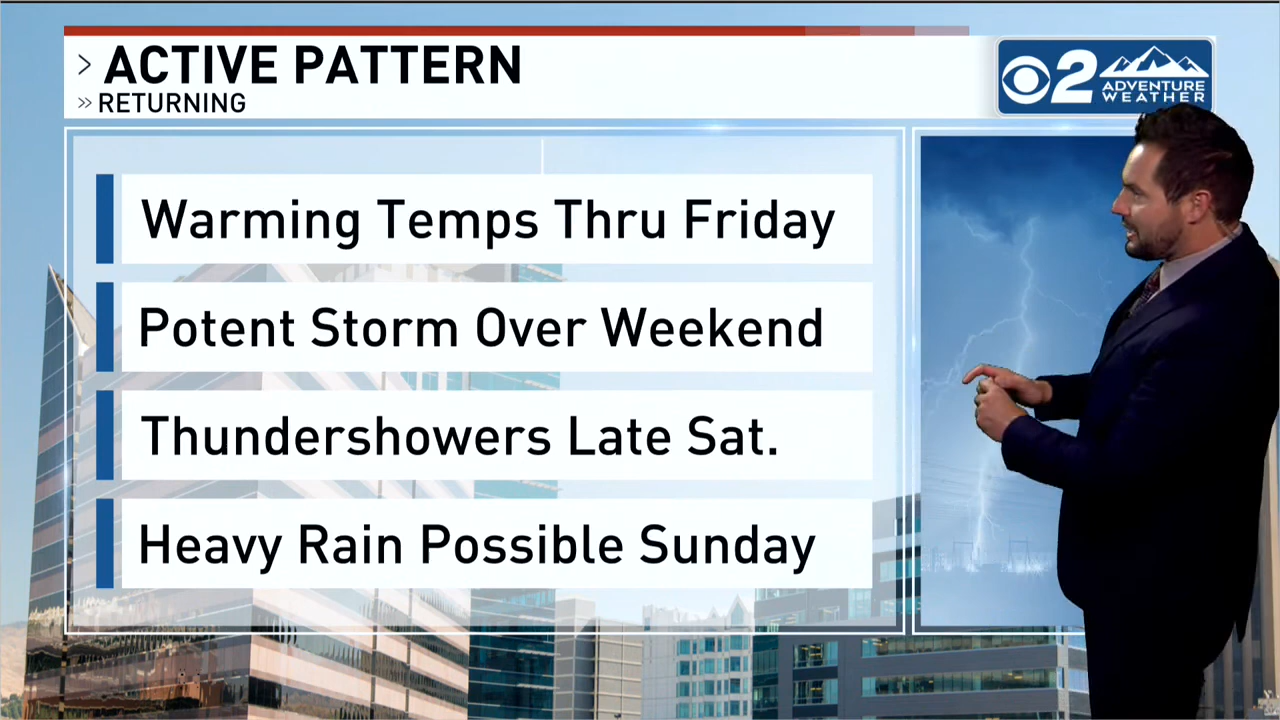 > ACTIVE PATTERN
» RETURNING
2 ADVENTURE
WEATHER
Warming Temps Thru Friday
Potent Storm Over Weekend
Thundershowers Late Sat.
Heavy Rain Possible Sunday